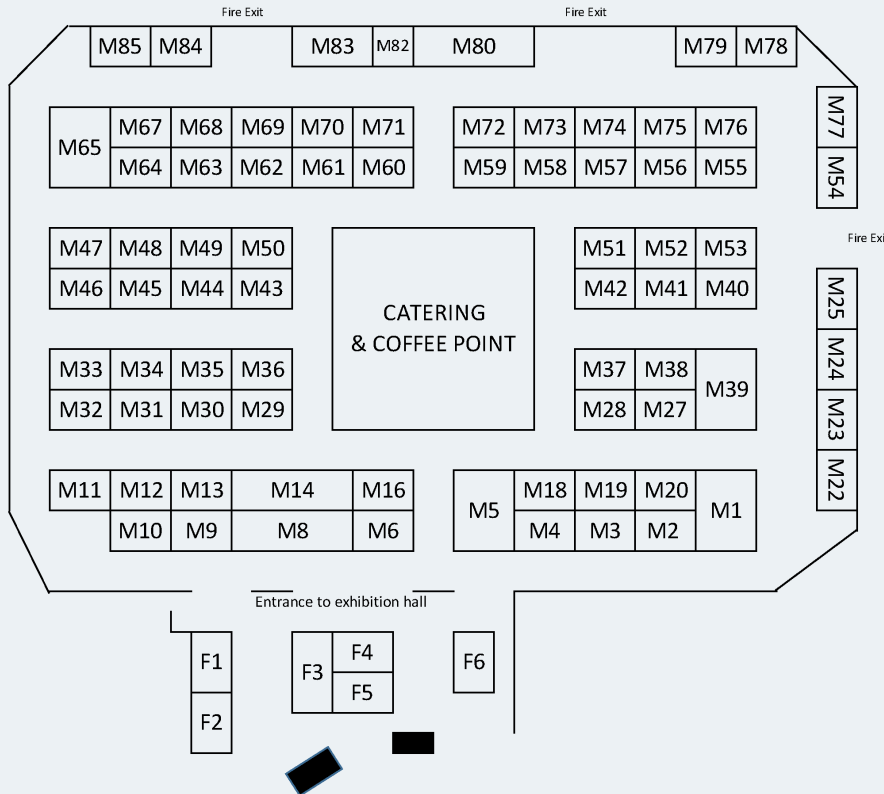 Fire Exit Fire Exit
M85 M84 M83 M82 M80 M79 M78
M77
M67 M68 M69 M70 M71 M72 M73 M74 M75 M76
M65
M64 M63 M62 M61 M60 M59 M58 M57 M56 M55
M54
Fire Exi
M47 M48 M49 M50 M51 M52 M53
M46 M45 M44 M43 M42 M41 M40
M25
CATERING
& COFFEE POINT
M24
M33 M34 M35 M36 M37 M38
M39
M32 M31 M30 M29 M28 M27
M23
M22
M11 M12 M13 M14 M16 M18 M19 M20
M5 M1
M10 M9 M8 M6 M4 M3 M2
Entrance to exhibition hall
F1 F3 F4 F6
F5
F2